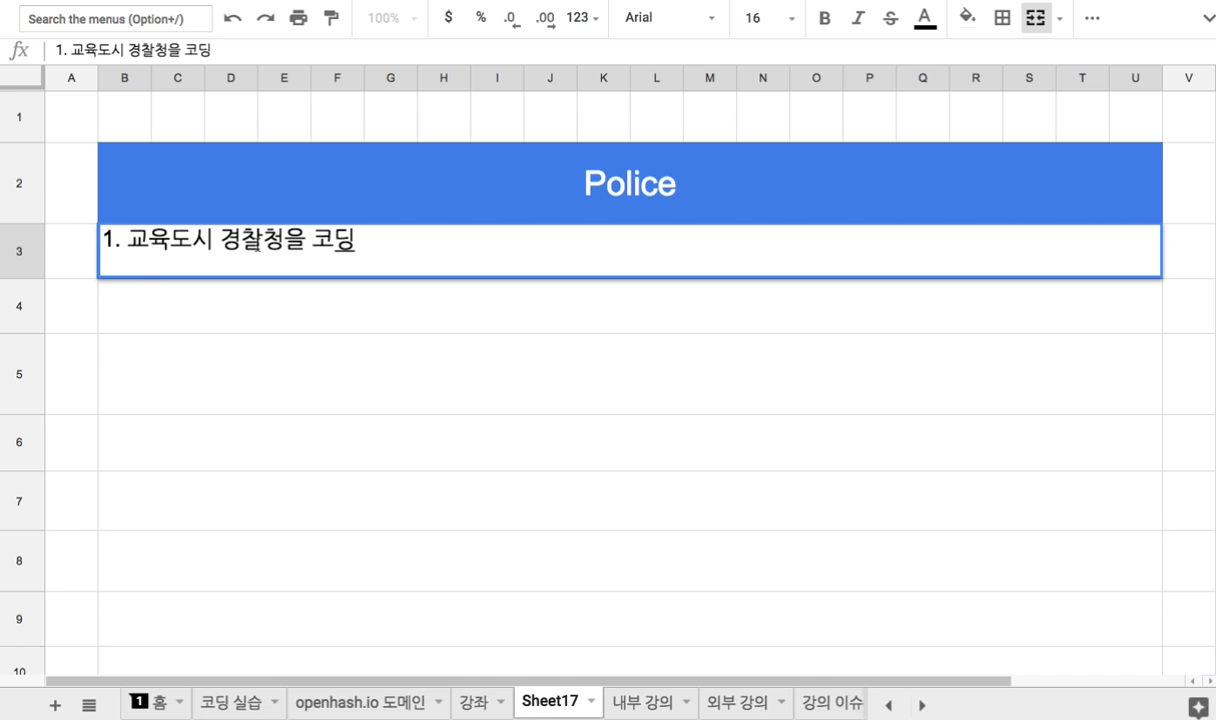 Search the menus (Option+/) 100% $ % .0 .00 123 Arial 16 B I S A
fx 1. 교육도시 경찰청을 코딩
A B C D E F G H I J K L M N O P Q R S T U V
1
2 Police
3 1. 교육도시 경찰청을 코딩
4
5
6
7
8
9
10
1 홈 코딩 실습 openhash.io 도메인 강좌 Sheet17 내부 강의 외부 강의 강의 이슈